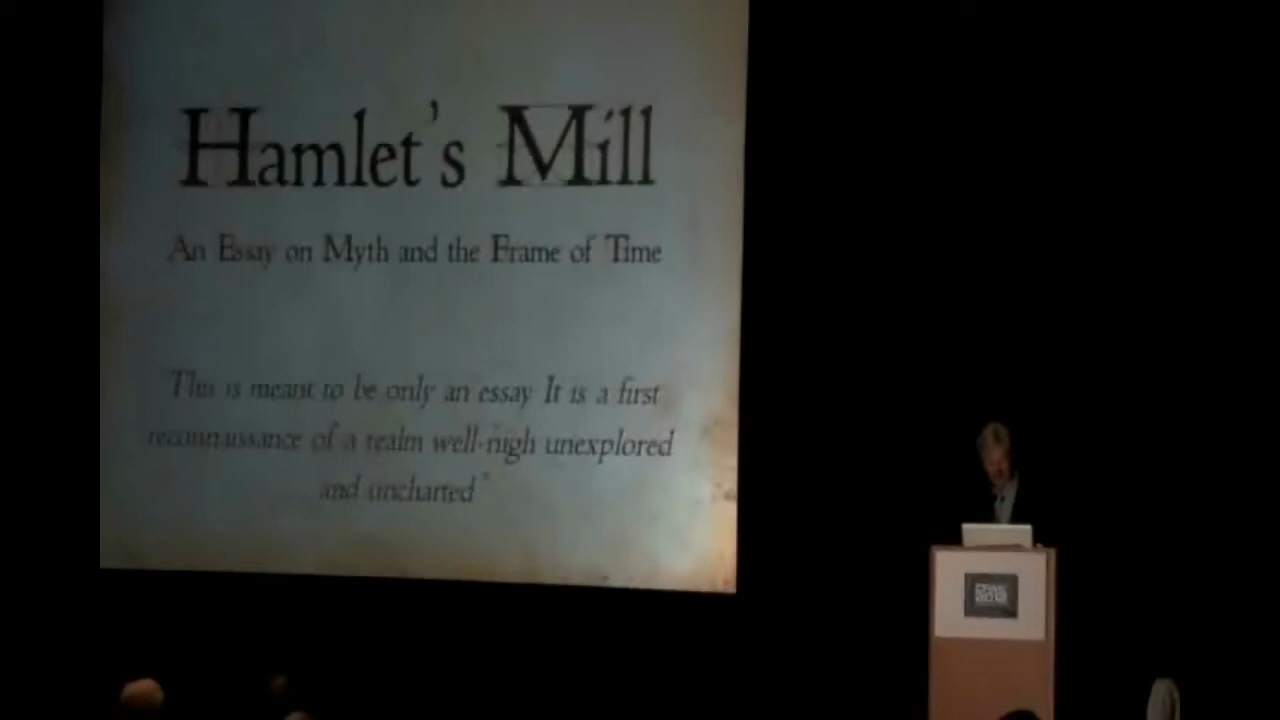 Hamlet's Mill
An Essay on Myth and the Frame of Time
"This is meant to be only an essay It is a first
reconnaissance of a realm well-nigh unexplored
and uncharted"